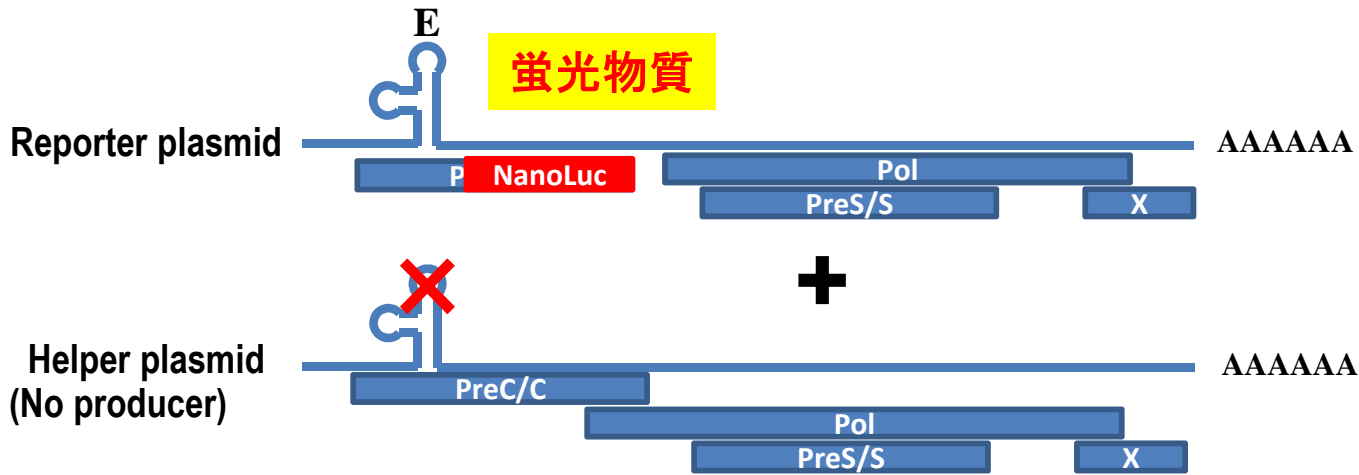 E
蛍光物質
Reporter plasmid
AAAAAA
P
NanoLuc
Pol
PreS/S
X
+
Helper plasmid
(No producer)
AAAAAA
PreC/C
Pol
PreS/S
X